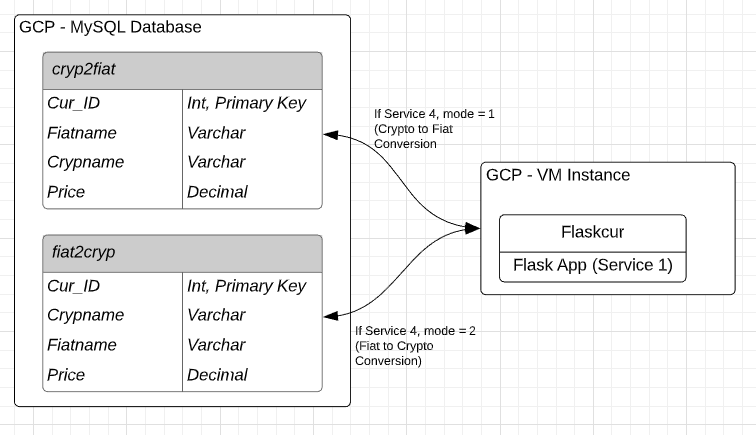 GCP - MySQL Database
cryp2fiat
Cur_ID Int, Primary Key
Fiatname Varchar
Crypname Varchar
Price Decimal
fiat2cryp
Cur_ID Int, Primary Key
Crypname Varchar
Fiatname Varchar
Price Decimal
If Service 4, mode = 1
(Crypto to Fiat
Conversion
If Service 4, mode = 2
(Fiat to Crypto
Conversion)
GCP - VM Instance
Flaskcur
Flask App (Service 1)